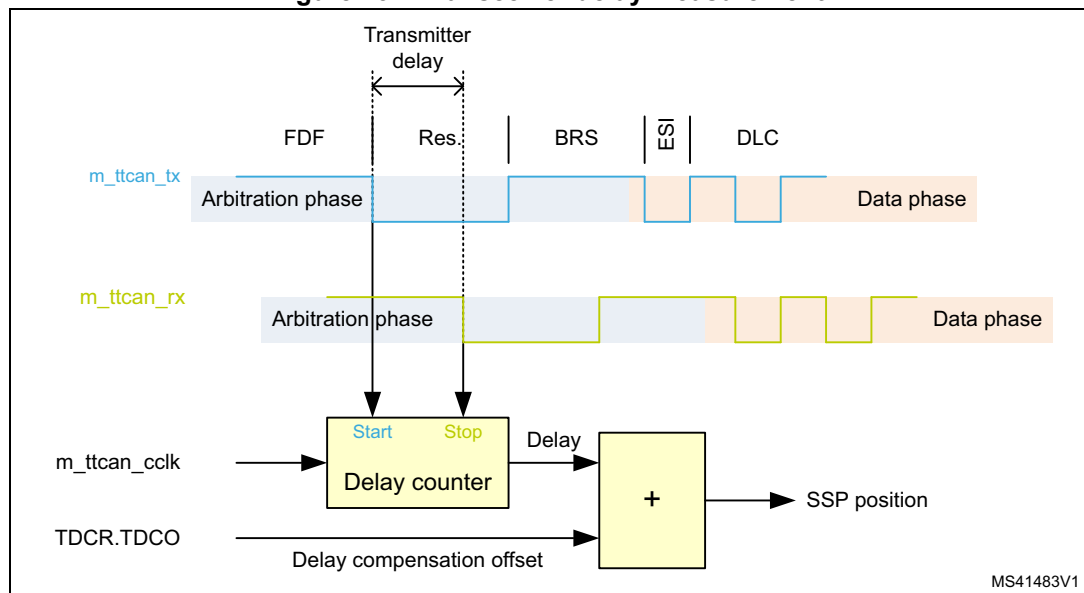 Transmitter
delay
FDF Res. BRS ESI DLC
m_ttcan_tx
Arbitration phase Data phase
m_ttcan_rx
Arbitration phase Data phase
Start Stop
Delay
m_ttcan_cclk
Delay counter
+
SSP position
TDCR.TDCO
Delay compensation offset
MS41483V1